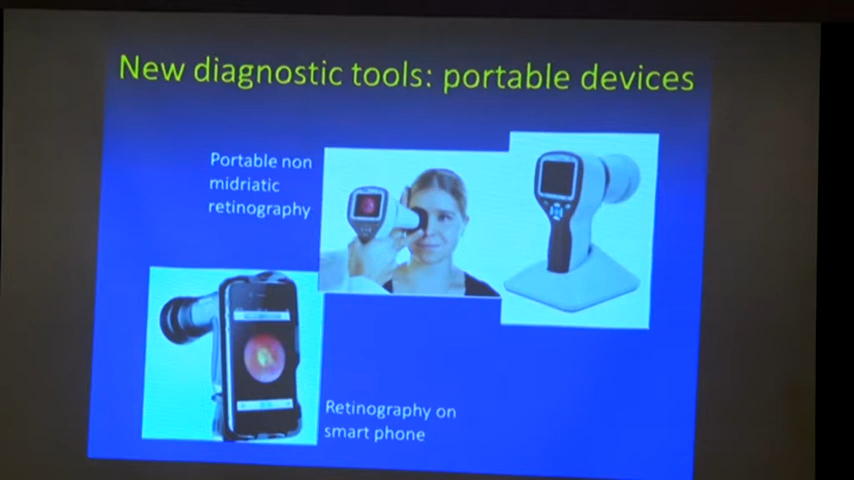 New diagnostic tools: portable devices
Portable non
midriatic
retinography
Retinography on
smart phone